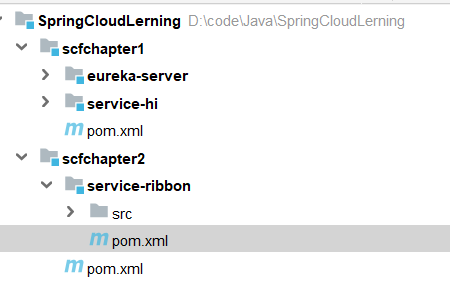 SpringCloudLerning D:\code\Java\SpringCloudLerning
scfchapter1
eureka-server
service-hi
pom.xml
scfchapter2
service-ribbon
src
pom.xml
pom.xml